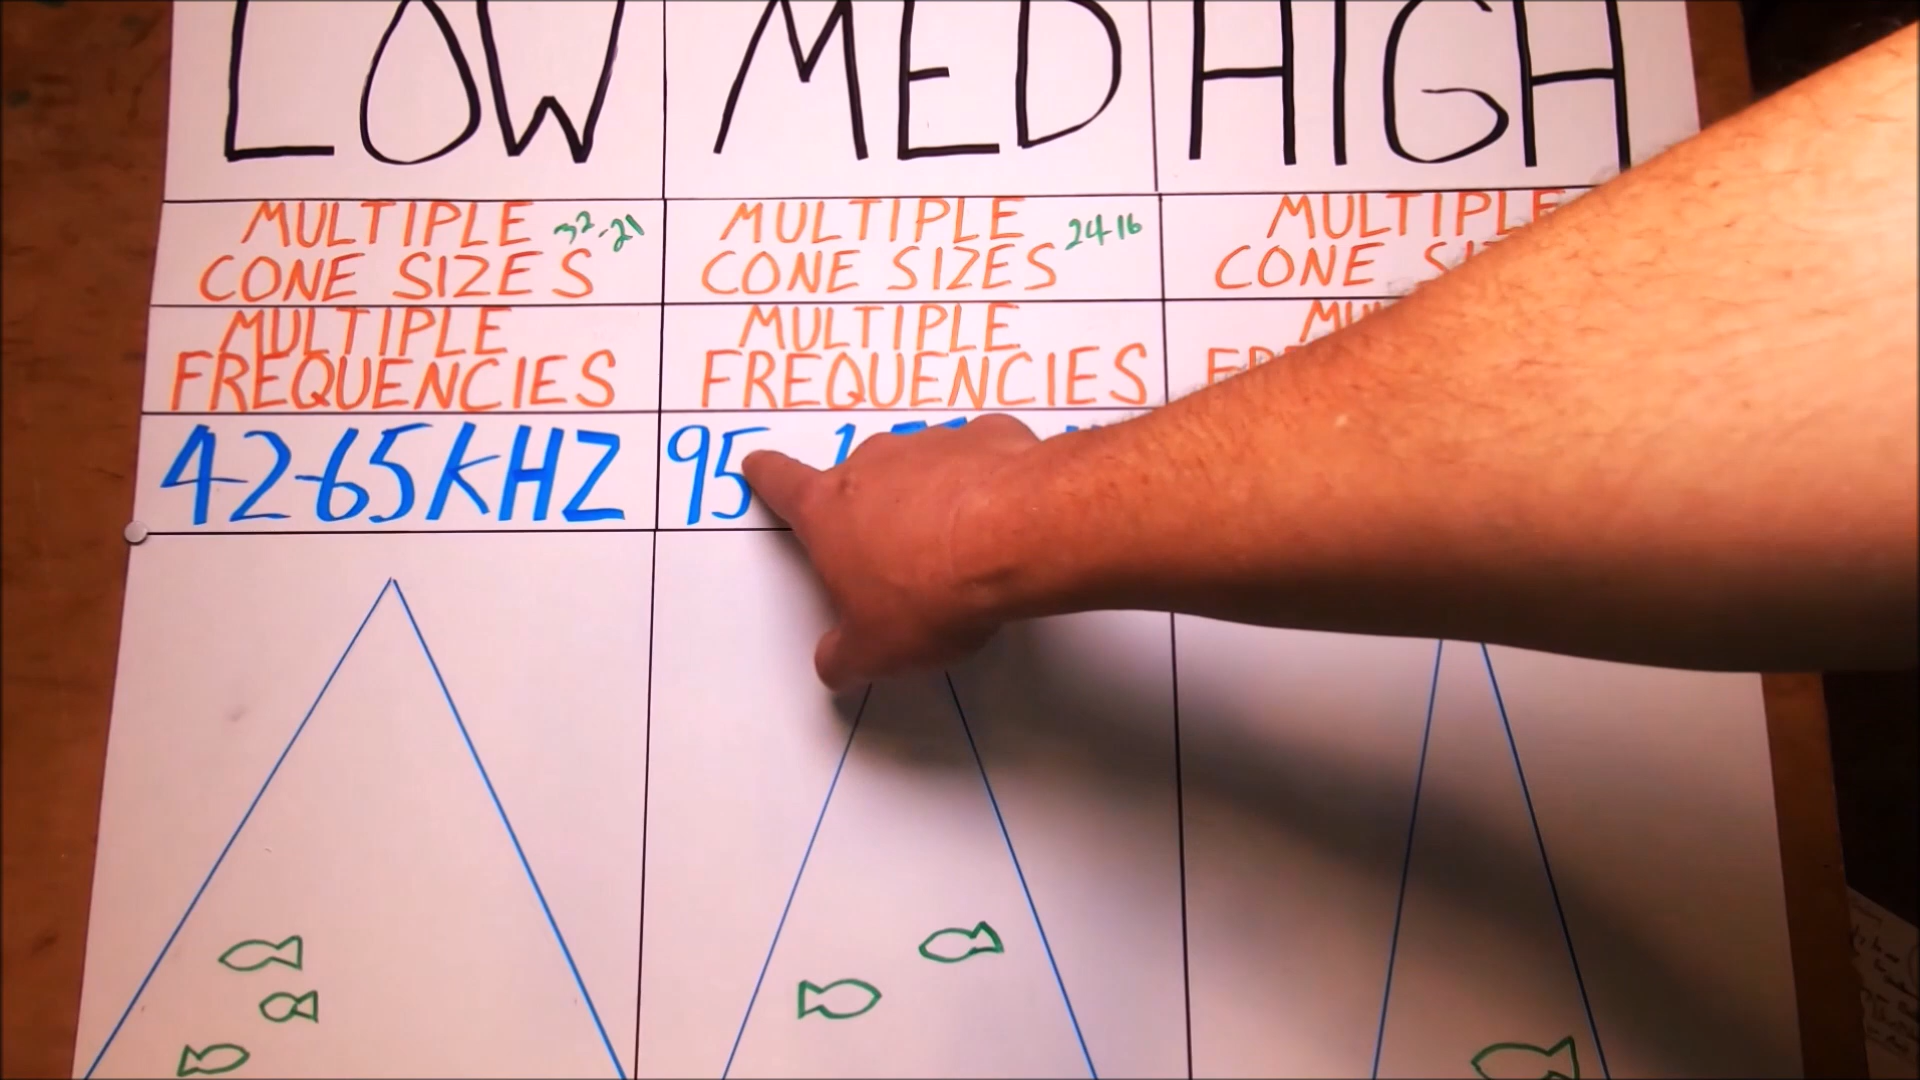 LOW MED HIGH
MULTIPLE 32-21
CONE SIZES
MULTIPLE 24-16
CONE SIZES
MULTIPLE
CONE
MULTIPLE
FREQUENCIES
MULTIPLE
FREQUENCIES
42-65KHZ
95